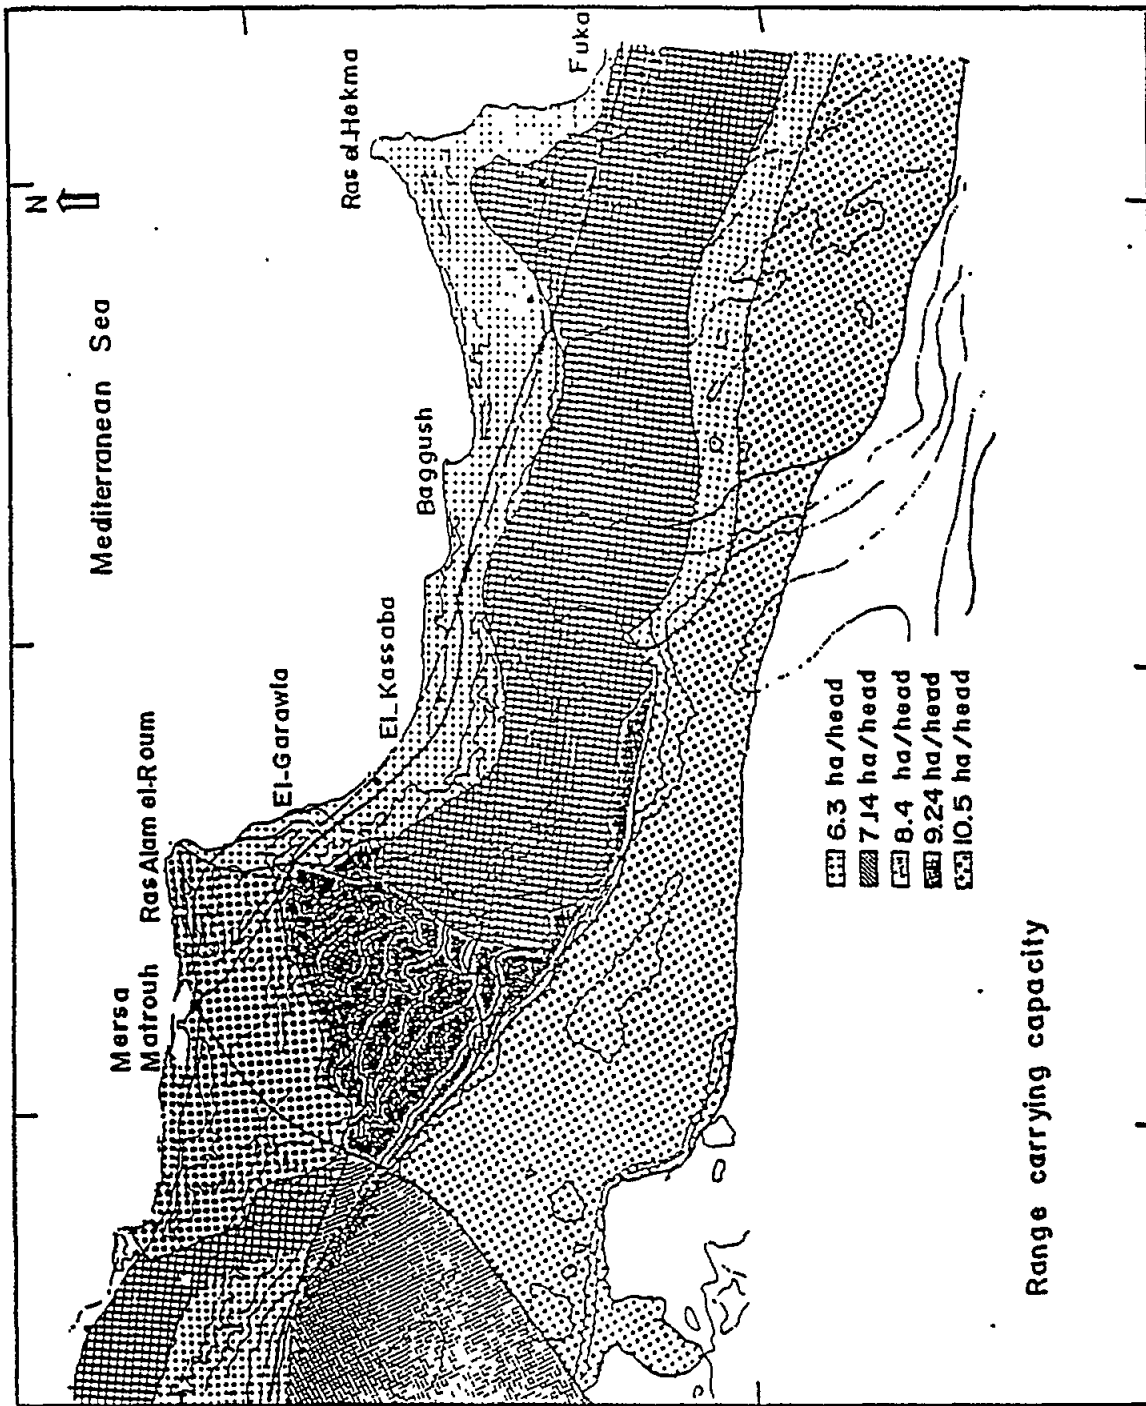 N
Mediterranean Sea
Mersa
Matrouh
Ras Alam el-Roum
El-Garawla
El-Kassaba
Baggush
Ras el-Hekma
Fuka
6.3 ha/head
7.14 ha/head
8.4 ha/head
9.24 ha/head
10.5 ha/head
Range carrying capacity